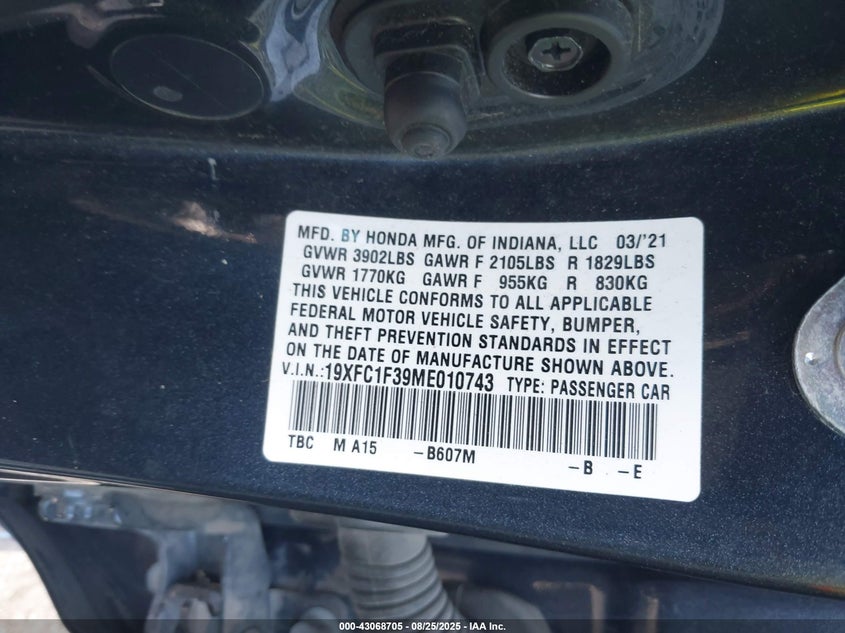 MFD. BY HONDA MFG. OF INDIANA, LLC 03/'21
GVWR 3902LBS GAWR F 2105LBS R 1829LBS
GVWR 1770KG GAWR F 955KG R 830KG
THIS VEHICLE CONFORMS TO ALL APPLICABLE
FEDERAL MOTOR VEHICLE SAFETY, BUMPER,
AND THEFT PREVENTION STANDARDS IN EFFECT
ON THE DATE OF MANUFACTURE SHOWN ABOVE.
V.I.N.:19XFC1F39ME010743 TYPE: PASSENGER CAR
TBC M A15 -B607M -B -E
000-43068705 - 08/25/2025 - IAA Inc.